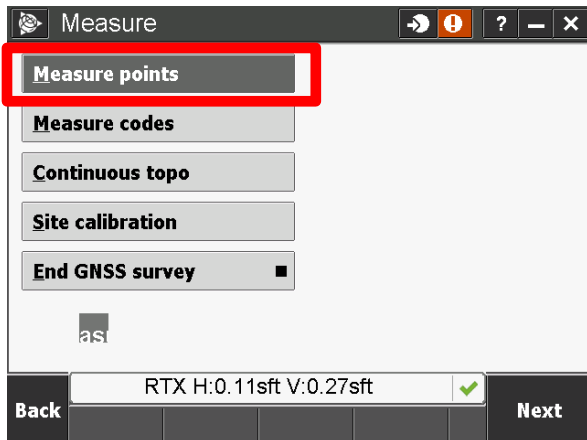 Measure
? 
Measure points
Measure codes
Continuous topo
Site calibration
End GNSS survey
RTX H:0.11sft V:0.27sft
Back
Next